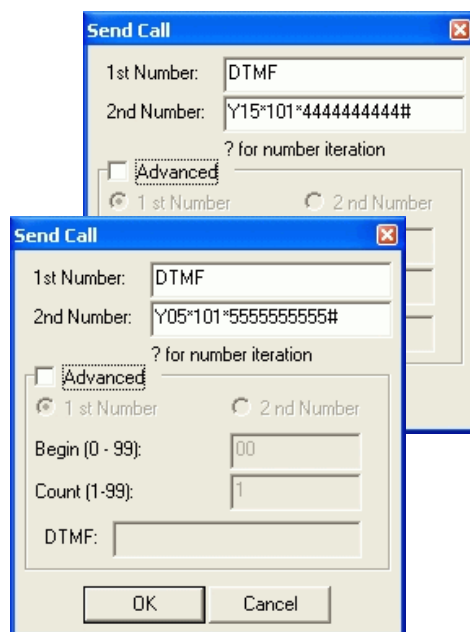 Send Call
1st Number: DTMF
2nd Number: Y15*101*4444444444#
? for number iteration
Advanced
1 st Number 2 nd Number
Send Call
1st Number: DTMF
2nd Number: Y05*101*5555555555#
? for number iteration
Advanced
1 st Number 2 nd Number
Begin (0 - 99): 00
Count (1-99): 1
DTMF:
OK Cancel